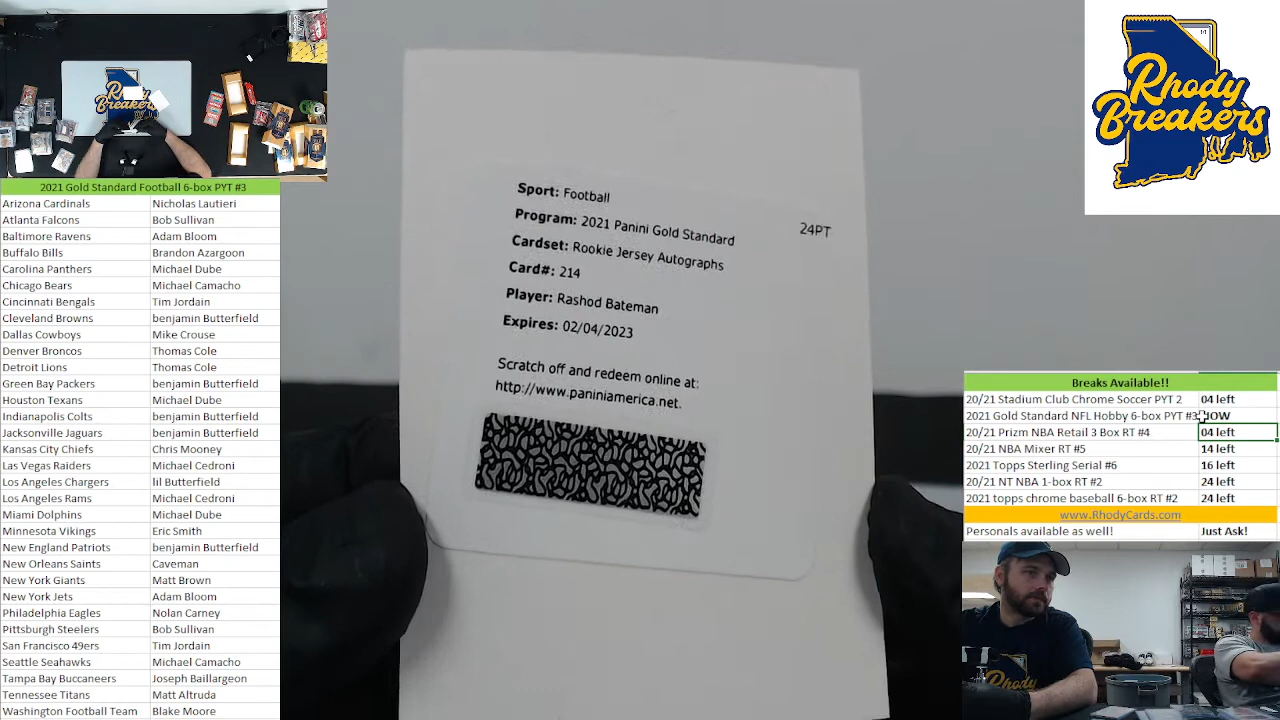 Rhody
Breakers
2021 Gold Standard Football 6-box PYT #3
Arizona Cardinals Nicholas Lautieri
Atlanta Falcons Bob Sullivan
Baltimore Ravens Adam Bloom
Buffalo Bills Brandon Azargoon
Carolina Panthers Michael Dube
Chicago Bears Michael Camacho
Cincinnati Bengals Tim Jordain
Cleveland Browns benjamin Butterfield
Dallas Cowboys Mike Crouse
Denver Broncos Thomas Cole
Detroit Lions Thomas Cole
Green Bay Packers benjamin Butterfield
Houston Texans Michael Dube
Indianapolis Colts benjamin Butterfield
Jacksonville Jaguars benjamin Butterfield
Kansas City Chiefs Chris Mooney
Las Vegas Raiders Michael Cedroni
Los Angeles Chargers lil Butterfield
Los Angeles Rams Michael Cedroni
Miami Dolphins Michael Dube
Minnesota Vikings Eric Smith
New England Patriots benjamin Butterfield
New Orleans Saints Caveman
New York Giants Matt Brown
New York Jets Adam Bloom
Philadelphia Eagles Nolan Carney
Pittsburgh Steelers Bob Sullivan
San Francisco 49ers Tim Jordain
Seattle Seahawks Michael Camacho
Tampa Bay Buccaneers Joseph Baillargeon
Tennessee Titans Matt Altruda
Washington Football Team Blake Moore
Sport: Football
Program: 2021 Panini Gold Standard 24PT
Cardset: Rookie Jersey Autographs
Card#: 214
Player: Rashod Bateman
Expires: 02/04/2023
Scratch off and redeem online at:
http://www.paniniamerica.net.
Rhody
Breakers
Breaks Available!!
20/21 Stadium Club Chrome Soccer PYT 2 04 left
2021 Gold Standard NFL Hobby 6-box PYT #3 NOW
20/21 Prizm NBA Retail 3 Box RT #4 04 left
20/21 NBA Mixer RT #5 14 left
2021 Topps Sterling Serial #6 16 left
20/21 NT NBA 1-box RT #2 24 left
2021 topps chrome baseball 6-box RT #2 24 left
www.RhodyCards.com
Personals available as well! Just Ask!
Rhody